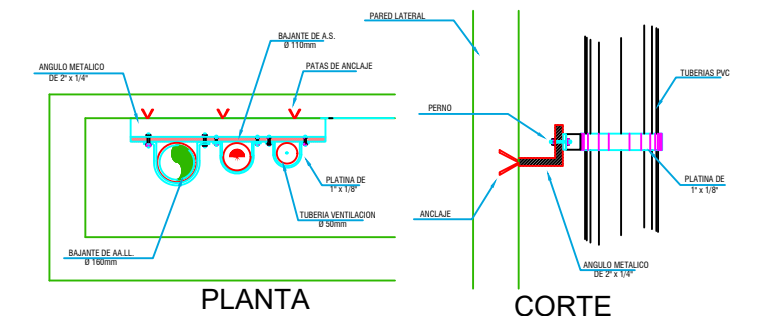 BAJANTE DE A.S.
Ø 110mm
ANGULO METALICO
DE 2" x 1/4"
PATAS DE ANCLAJE
PLATINA DE
1" x 1/8"
TUBERIA VENTILACION
Ø 50mm
BAJANTE DE AA.LL.
Ø 160mm
PLANTA
PARED LATERAL
TUBERIAS PVC
PERNO
PLATINA DE
1" x 1/8"
ANCLAJE
ANGULO METALICO
DE 2" x 1/4"
CORTE